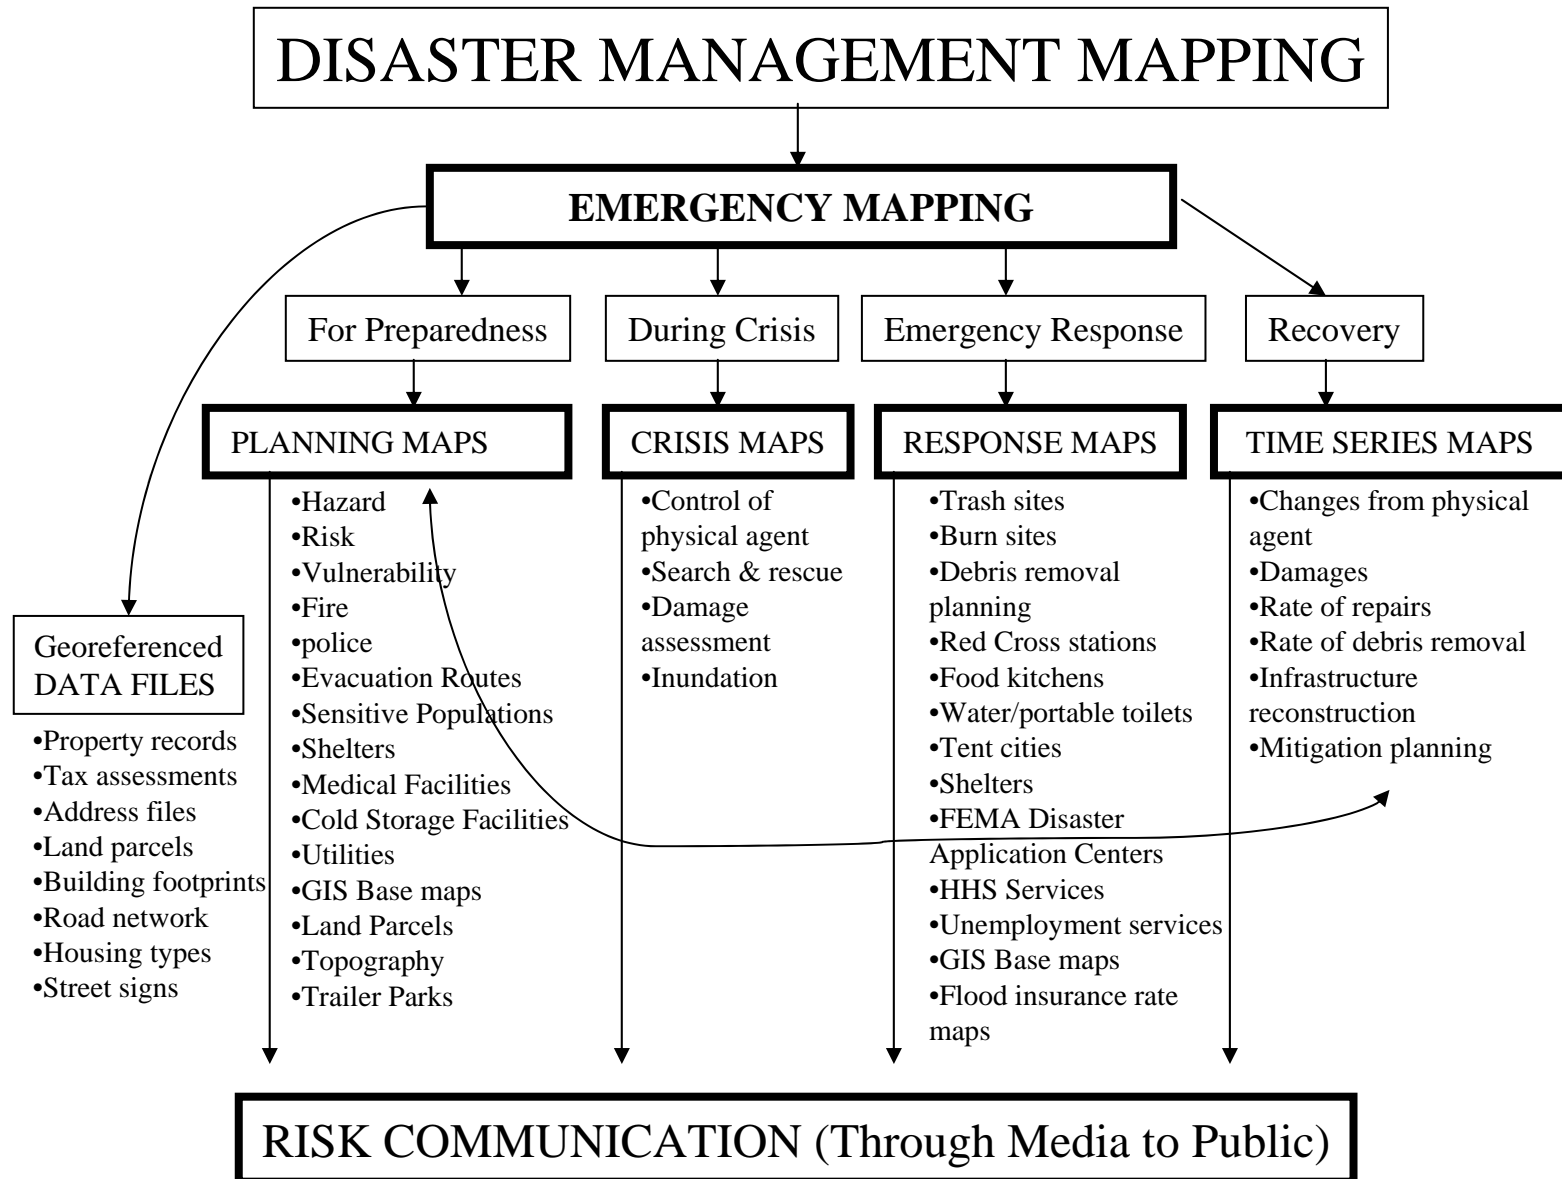 DISASTER MANAGEMENT MAPPING
EMERGENCY MAPPING
For Preparedness
During Crisis
Emergency Response
Recovery
PLANNING MAPS
CRISIS MAPS
RESPONSE MAPS
TIME SERIES MAPS
Georeferenced
DATA FILES
•Property records
•Tax assessments
•Address files
•Land parcels
•Building footprints
•Road network
•Housing types
•Street signs
•Hazard
•Risk
•Vulnerability
•Fire
•police
•Evacuation Routes
•Sensitive Populations
•Shelters
•Medical Facilities
•Cold Storage Facilities
•Utilities
•GIS Base maps
•Land Parcels
•Topography
•Trailer Parks
•Control of
physical agent
•Search & rescue
•Damage
assessment
•Inundation
•Trash sites
•Burn sites
•Debris removal
planning
•Red Cross stations
•Food kitchens
•Water/portable toilets
•Tent cities
•Shelters
•FEMA Disaster
Application Centers
•HHS Services
•Unemployment services
•GIS Base maps
•Flood insurance rate
maps
•Changes from physical
agent
•Damages
•Rate of repairs
•Rate of debris removal
•Infrastructure
reconstruction
•Mitigation planning
RISK COMMUNICATION (Through Media to Public)